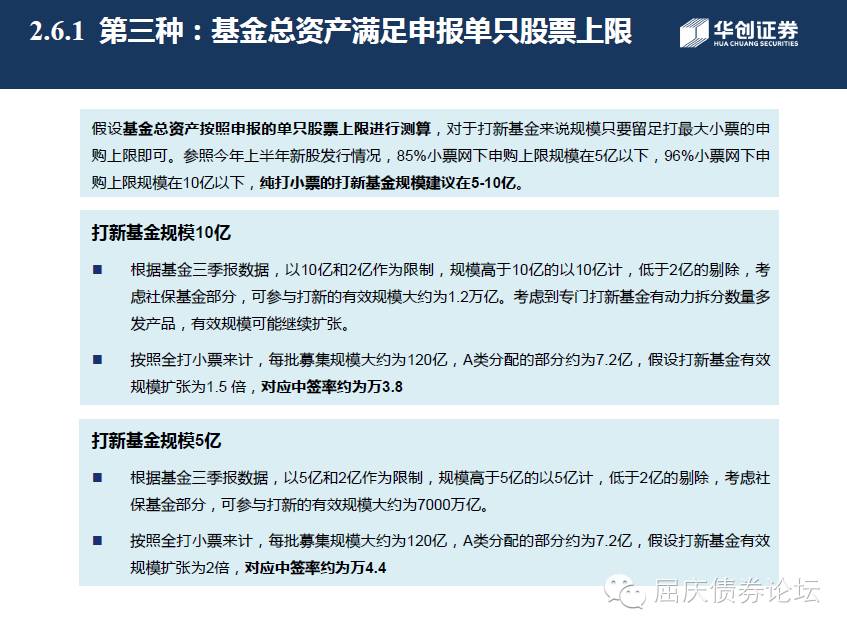 2.6.1 第三种：基金总资产满足申报单只股票上限
华创证券
HUA CHUANG SECURITIES
假设基金总资产按照申报的单只股票上限进行测算，对于打新基金来说规模只要留足打最大小票的申
购上限即可。参照今年上半年新股发行情况，85%小票网下申购上限规模在5亿以下，96%小票网下申
购上限规模在10亿以下，纯打小票的打新基金规模建议在5-10亿。
打新基金规模10亿
■ 根据基金三季报数据，以10亿和2亿作为限制，规模高于10亿的以10亿计，低于2亿的剔除，考
虑社保基金部分，可参与打新的有效规模大约为1.2万亿。考虑到专门打新基金有动力拆分数量多
发产品，有效规模可能继续扩张。
■ 按照全打小票来计，每批募集规模大约为120亿，A类分配的部分约为7.2亿，假设打新基金有效
规模扩张为1.5 倍，对应中签率约为万3.8
打新基金规模5亿
■ 根据基金三季报数据，以5亿和2亿作为限制，规模高于5亿的以5亿计，低于2亿的剔除，考虑社
保基金部分，可参与打新的有效规模大约为7000万亿。
■ 按照全打小票来计，每批募集规模大约为120亿，A类分配的部分约为7.2亿，假设打新基金有效
规模扩张为2倍，对应中签率约为万4.4
屈庆债券论坛